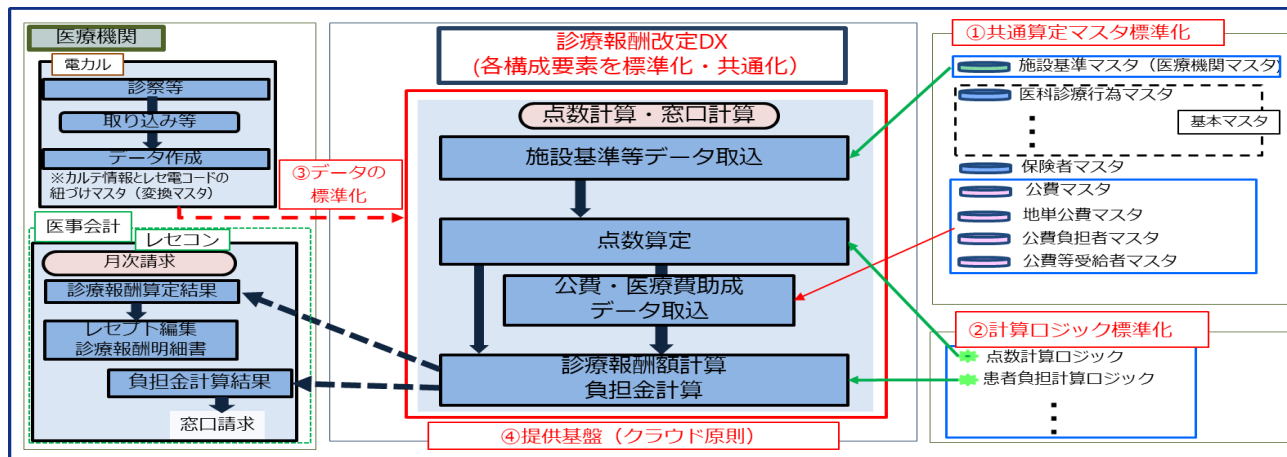 医療機関
電カル
診察等
取り込み等
データ作成
※カルテ情報とレセ電コードの
紐づけマスタ（変換マスタ）
医事会計
レセコン
月次請求
診療報酬算定結果
レセプト編集
診療報酬明細書
負担金計算結果
窓口請求
③データの
標準化
診療報酬改定DX
(各構成要素を標準化・共通化）
点数計算・窓口計算
施設基準等データ取込
点数算定
公費・医療費助成
データ取込
診療報酬額計算
負担金計算
④提供基盤（クラウド原則）
①共通算定マスタ標準化
施設基準マスタ（医療機関マスタ）
医科診療行為マスタ
基本マスタ
保険者マスタ
公費マスタ
地単公費マスタ
公費負担者マスタ
公費等受給者マスタ
②計算ロジック標準化
点数計算ロジック
患者負担計算ロジック